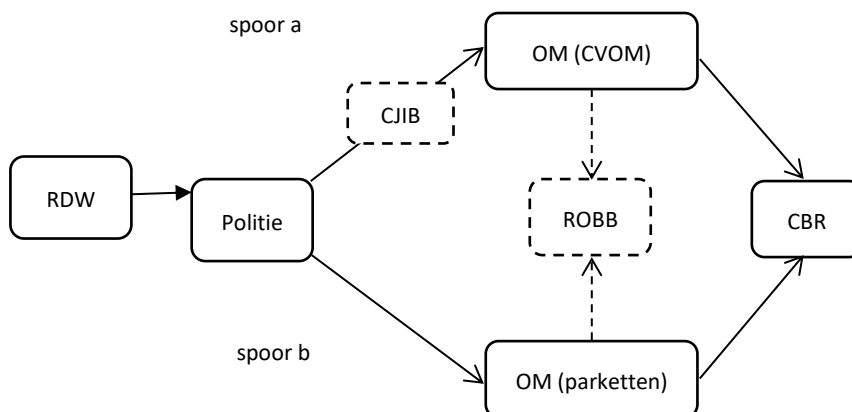 spoor a
OM (CVOM)
CJIB
RDW
Politie
ROBB
CBR
spoor b
OM (parketten)